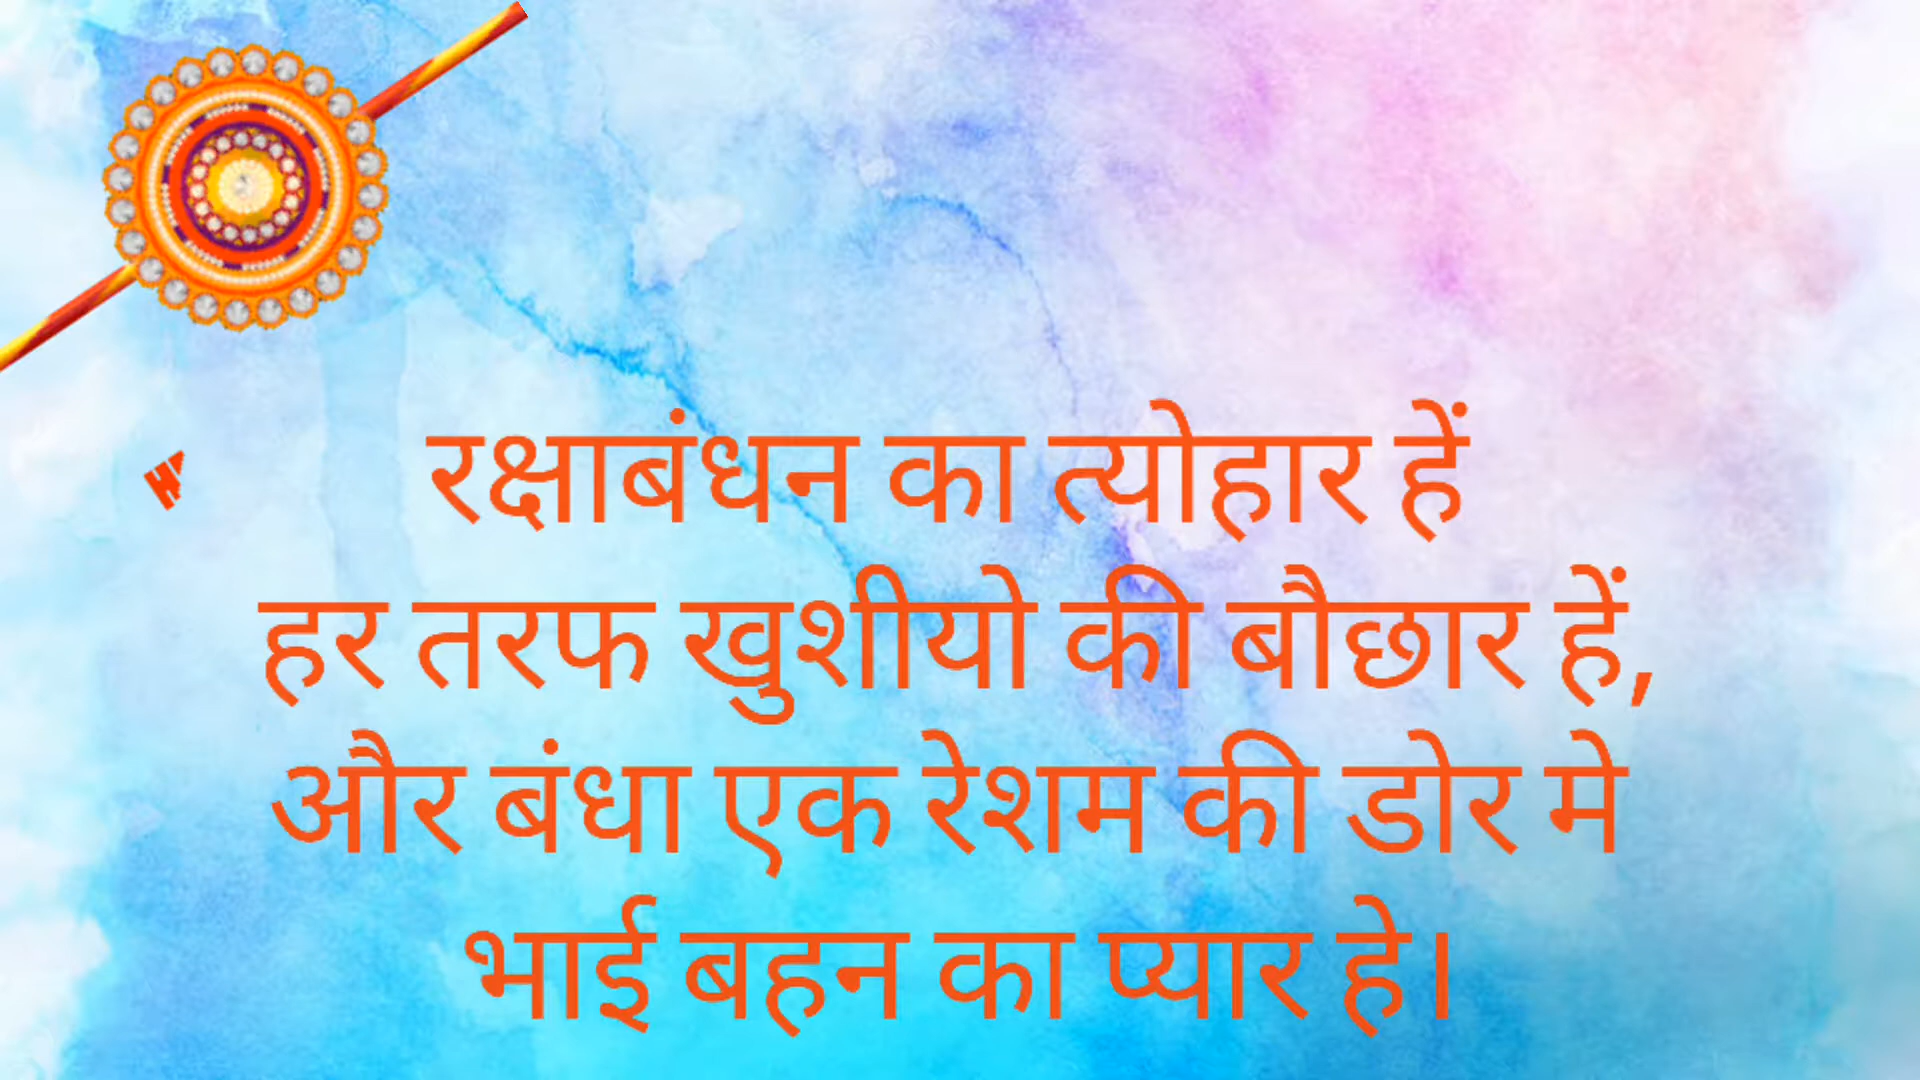 रक्षाबंधन का त्योहार हें
हर तरफ खुशीयो की बौछार हें,
और बंधा एक रेशम की डोर मे
भाई बहन का प्यार हे।